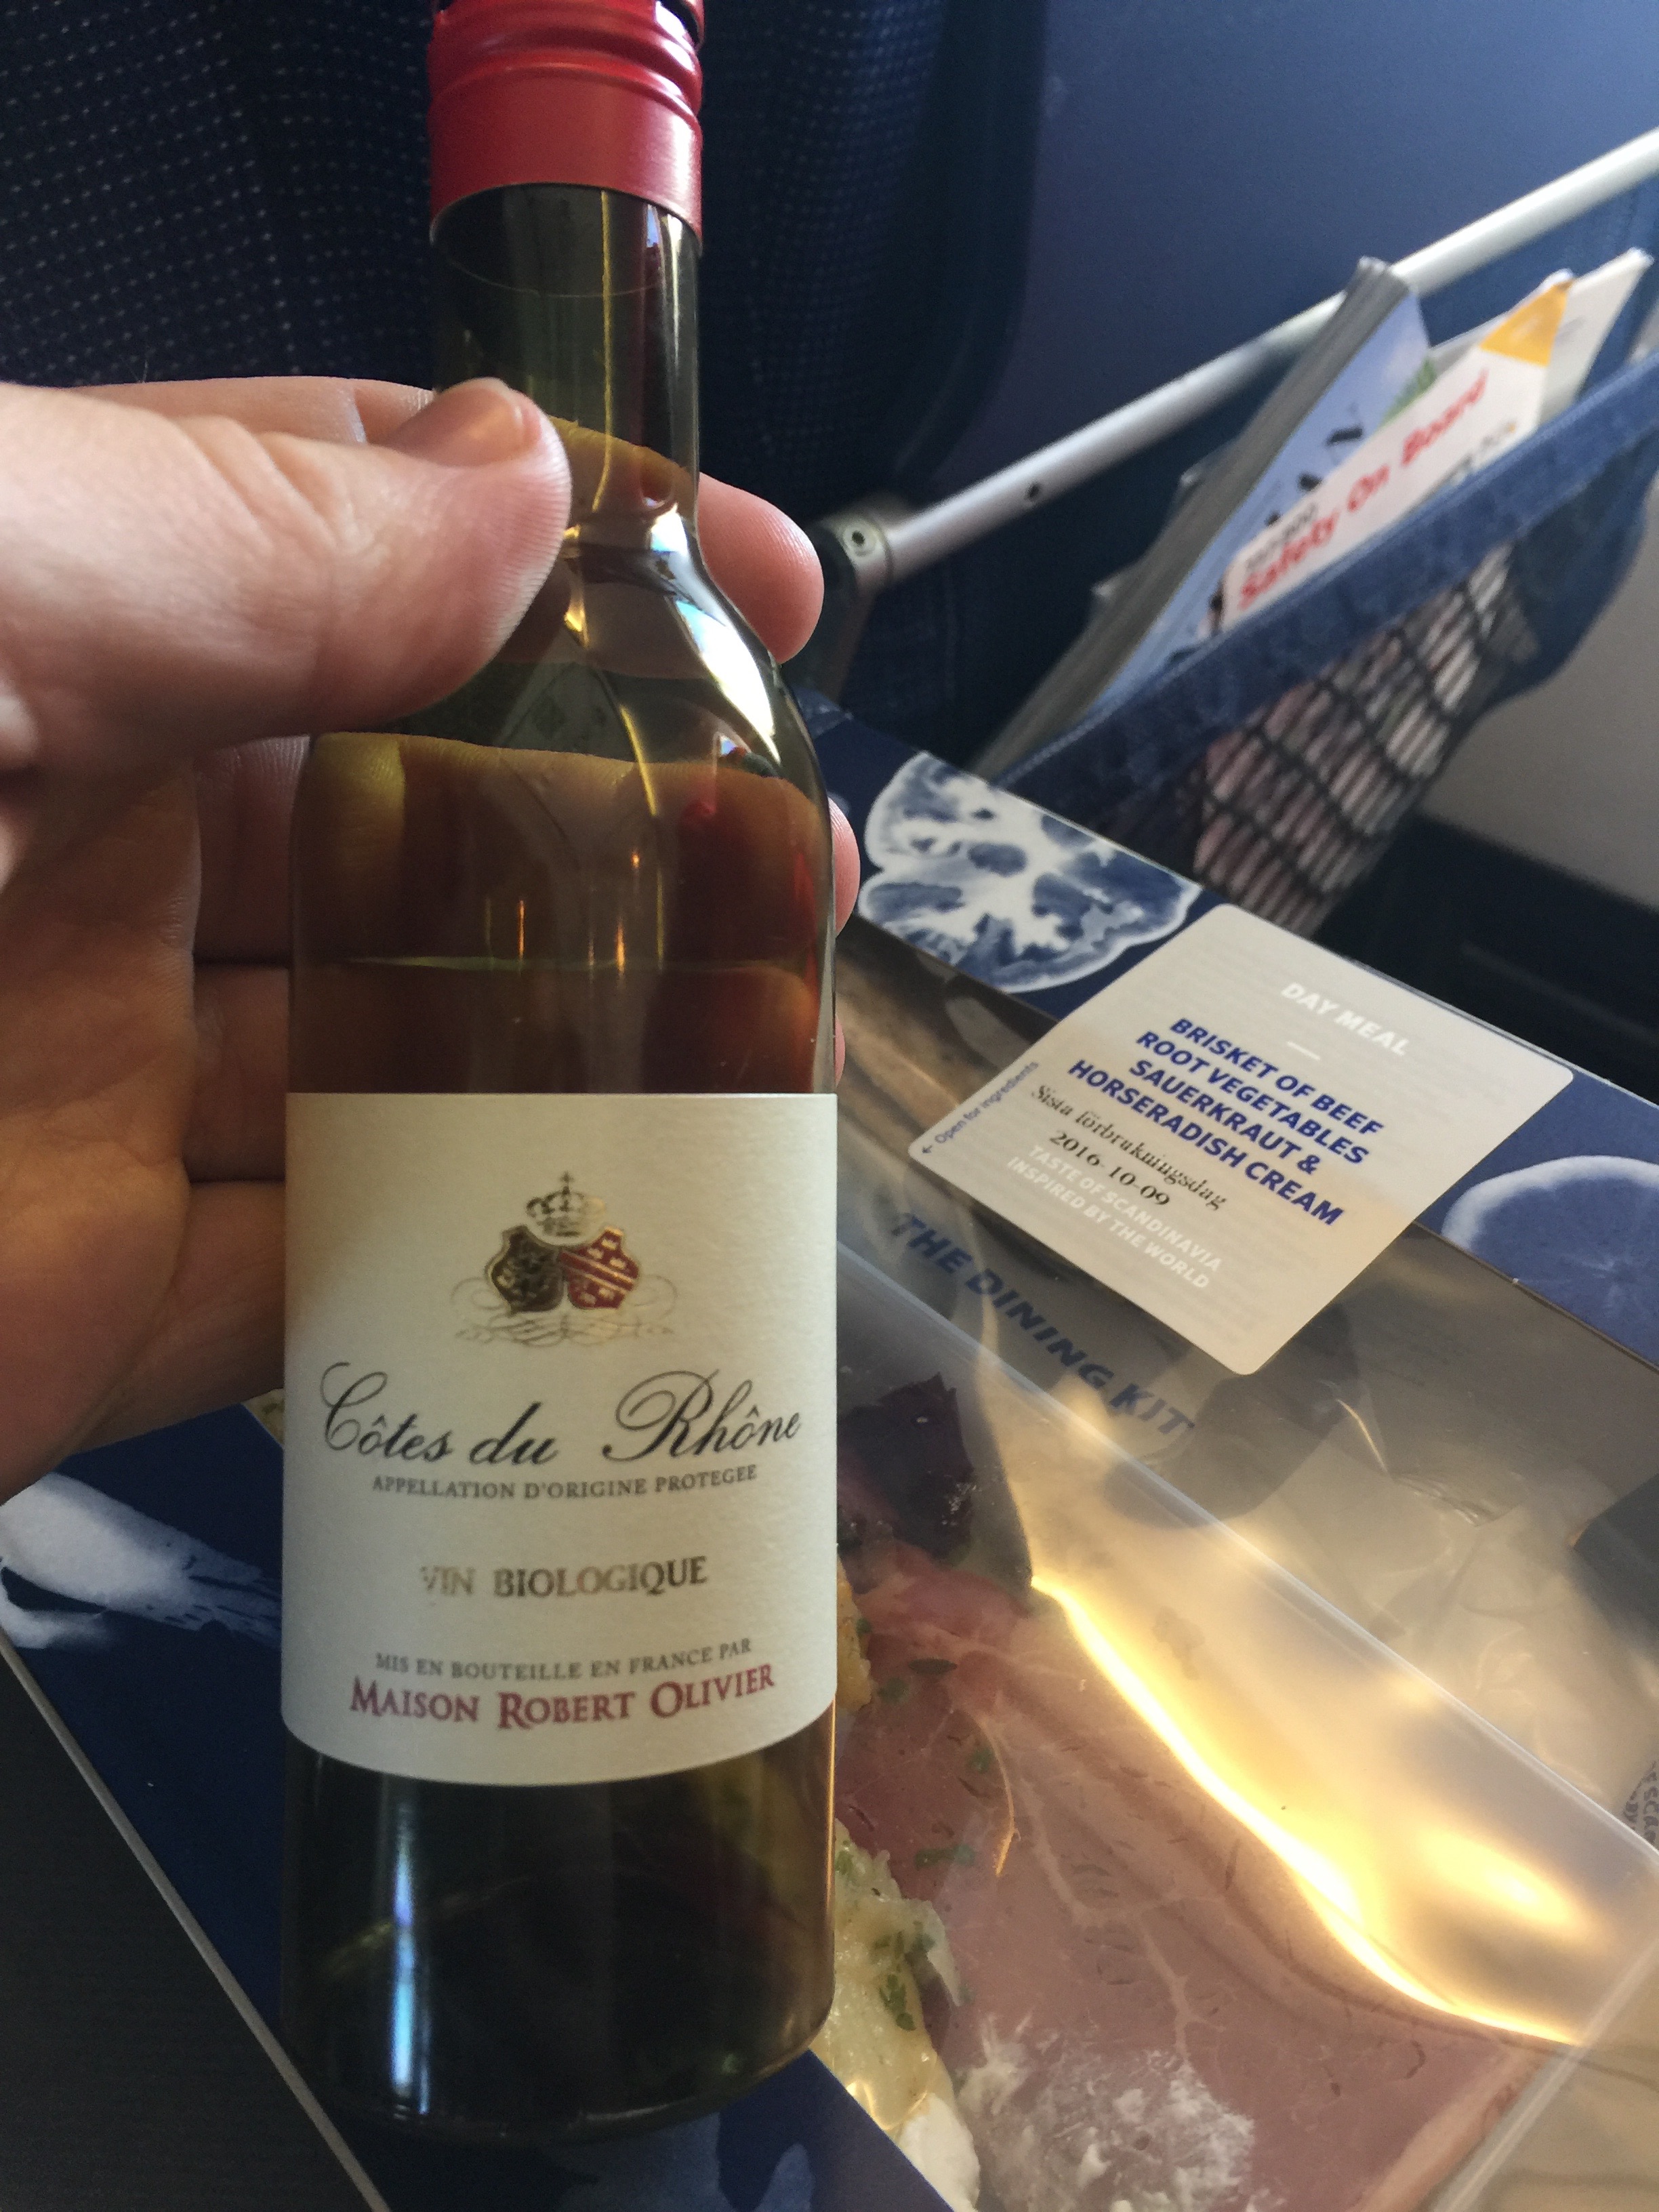 Côtes du Rhône
APPELLATION D'ORIGINE PROTEGEE
VIN BIOLOGIQUE
MIS EN BOUTEILLE EN FRANCE PAR
MAISON ROBERT OLIVIER
Safety On Board
DAY MEAL
BRISKET OF BEEF
ROOT VEGETABLES
SAUERKRAUT &
HORSERADISH CREAM
Sista förbrukningsdag
2016-10-09
TASTE OF SCANDINAVIA
INSPIRED BY THE WORLD
← Open for ingredients
THE DINING KIT